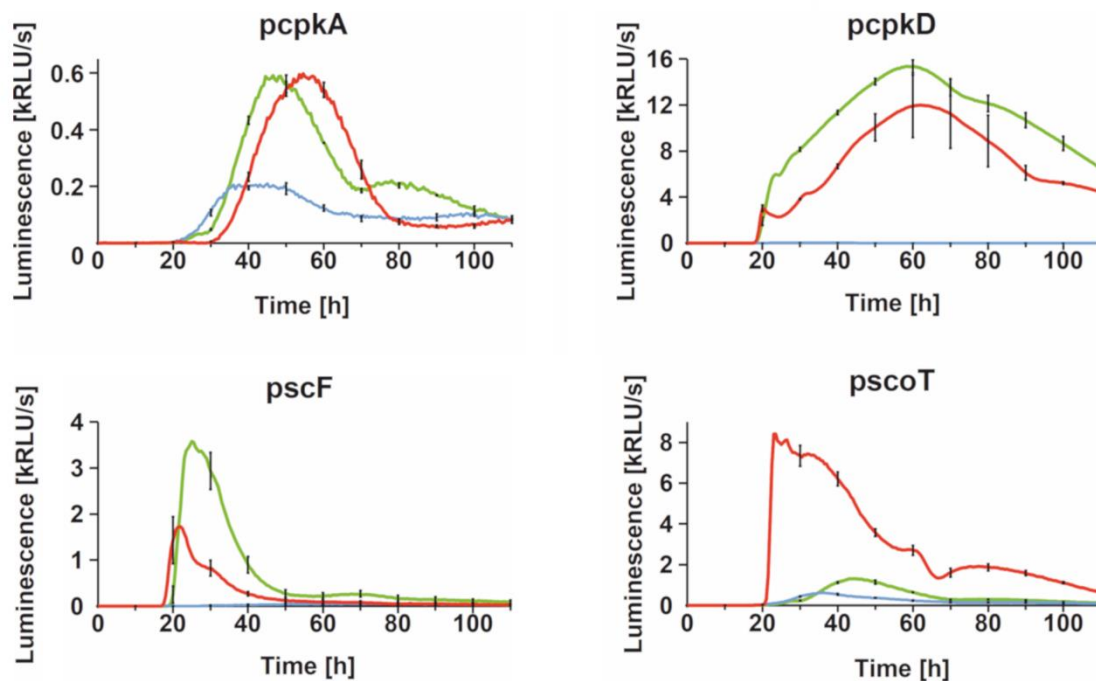 pcpkA
Luminescence [kRLU/s]
0.6
0.4
0.2
0
0 20 40 60 80 100
Time [h]
pcpkD
Luminescence [kRLU/s]
16
12
8
4
0
0 20 40 60 80 100
Time [h]
pscF
Luminescence [kRLU/s]
4
3
2
1
0
0 20 40 60 80 100
Time [h]
pscoT
Luminescence [kRLU/s]
8
6
4
2
0
0 20 40 60 80 100
Time [h]